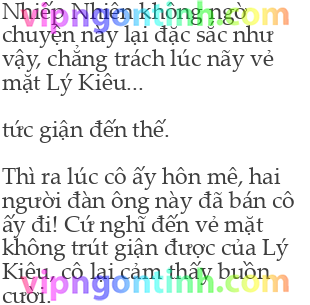 Nhiếp Nhiên không ngờ
chuyện này lại đặc sắc như
vậy, chẳng trách lúc nãy vẻ
mặt Lý Kiêu...
tức giận đến thế.
Thì ra lúc cô ấy hôn mê, hai
người đàn ông này đã bán cô
ấy đi! Cứ nghĩ đến vẻ mặt
không trút giận được của Lý
Kiêu, cô lại cảm thấy buồn
cười.
vipngontinh.com
vipngontinh.com